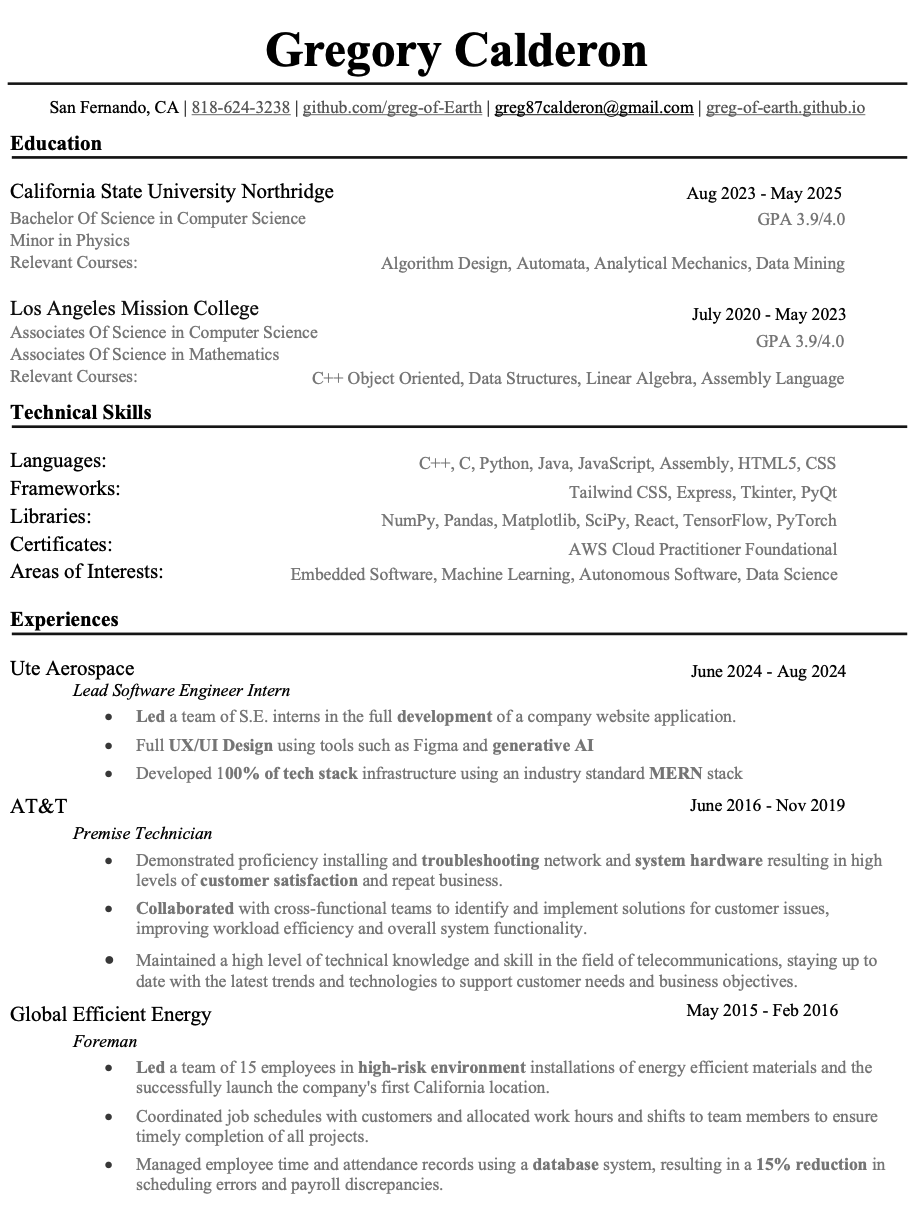 Gregory Calderon
San Fernando, CA | 818-624-3238 | github.com/greg-of-Earth | greg87calderon@gmail.com | greg-of-earth.github.io
Education
California State University Northridge Aug 2023 - May 2025
Bachelor Of Science in Computer Science GPA 3.9/4.0
Minor in Physics
Relevant Courses: Algorithm Design, Automata, Analytical Mechanics, Data Mining
Los Angeles Mission College July 2020 - May 2023
Associates Of Science in Computer Science GPA 3.9/4.0
Associates Of Science in Mathematics
Relevant Courses: C++ Object Oriented, Data Structures, Linear Algebra, Assembly Language
Technical Skills
Languages: C++, C, Python, Java, JavaScript, Assembly, HTML5, CSS
Frameworks: Tailwind CSS, Express, Tkinter, PyQt
Libraries: NumPy, Pandas, Matplotlib, SciPy, React, TensorFlow, PyTorch
Certificates: AWS Cloud Practitioner Foundational
Areas of Interests: Embedded Software, Machine Learning, Autonomous Software, Data Science
Experiences
Ute Aerospace June 2024 - Aug 2024
Lead Software Engineer Intern
• Led a team of S.E. interns in the full development of a company website application.
• Full UX/UI Design using tools such as Figma and generative AI
• Developed 100% of tech stack infrastructure using an industry standard MERN stack
AT&T June 2016 - Nov 2019
Premise Technician
• Demonstrated proficiency installing and troubleshooting network and system hardware resulting in high
levels of customer satisfaction and repeat business.
• Collaborated with cross-functional teams to identify and implement solutions for customer issues,
improving workload efficiency and overall system functionality.
• Maintained a high level of technical knowledge and skill in the field of telecommunications, staying up to
date with the latest trends and technologies to support customer needs and business objectives.
Global Efficient Energy May 2015 - Feb 2016
Foreman
• Led a team of 15 employees in high-risk environment installations of energy efficient materials and the
successfully launch the company's first California location.
• Coordinated job schedules with customers and allocated work hours and shifts to team members to ensure
timely completion of all projects.
• Managed employee time and attendance records using a database system, resulting in a 15% reduction in
scheduling errors and payroll discrepancies.